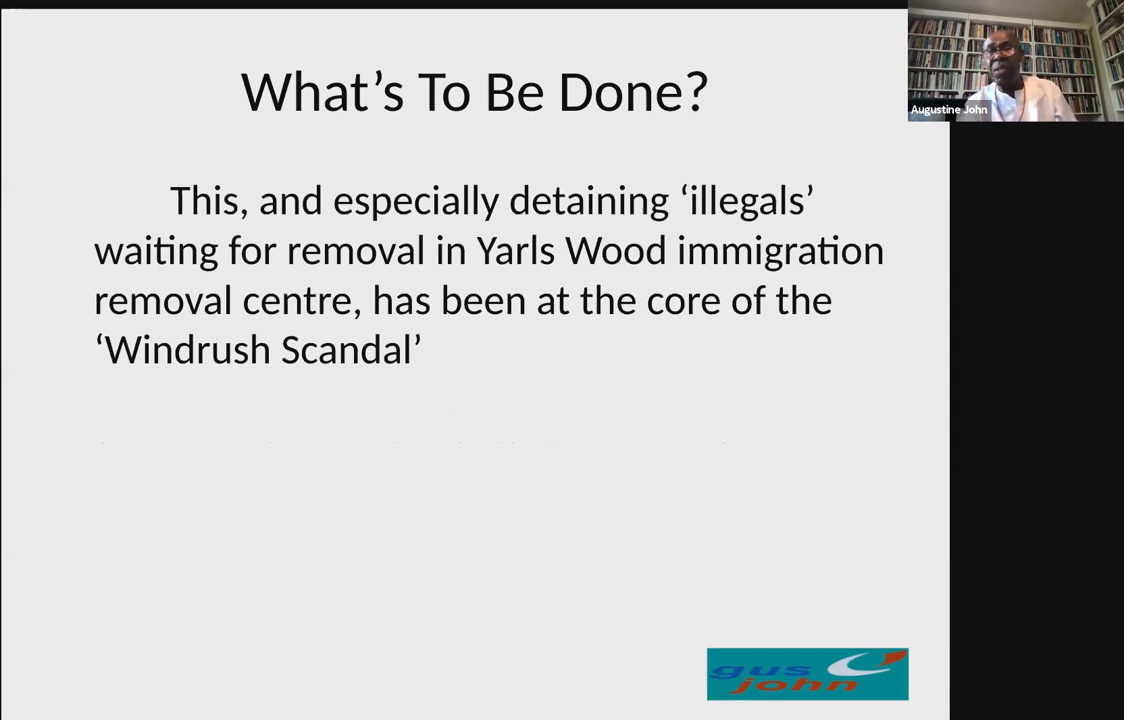 What’s To Be Done?
Augustine John
This, and especially detaining ‘illegals’
waiting for removal in Yarls Wood immigration
removal centre, has been at the core of the
‘Windrush Scandal’
gus
john